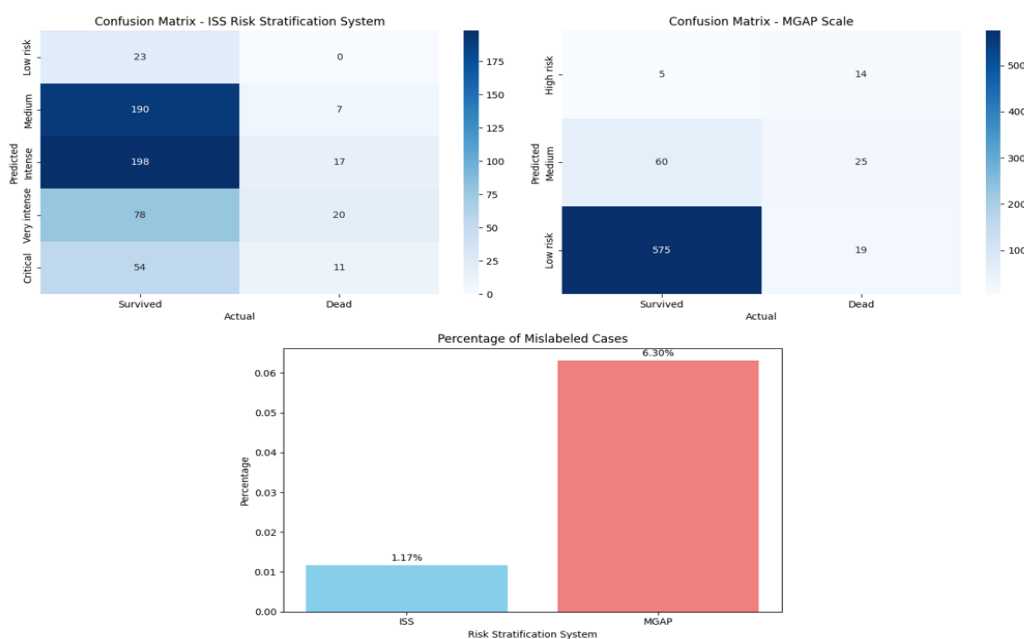 Confusion Matrix - ISS Risk Stratification System
Low risk
Medium
Intense
Very intense
Critical
Predicted
23 0
190 7
198 17
78 20
54 11
Survived Dead
Actual
175
150
125
100
75
50
25
0
Confusion Matrix - MGAP Scale
High risk
Medium
Low risk
Predicted
5 14
60 25
575 19
Survived Dead
Actual
500
400
300
200
100
Percentage of Mislabeled Cases
6.30%
1.17%
0.06
0.05
0.04
0.03
0.02
0.01
0.00
Percentage
ISS MGAP
Risk Stratification System